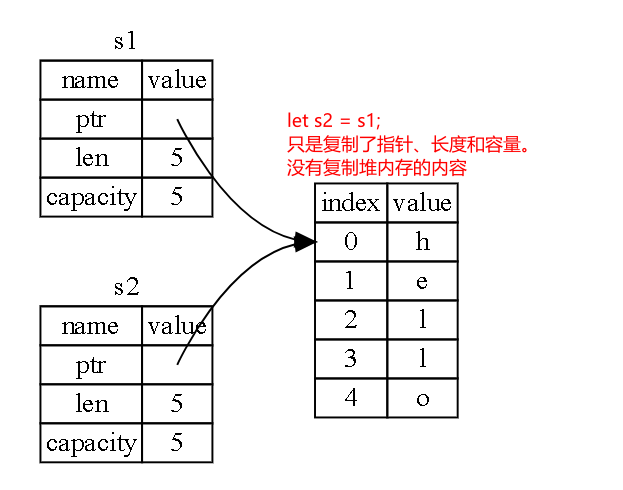 s1
name value
ptr
len 5
capacity 5
let s2 = s1;
只是复制了指针、长度和容量。
没有复制堆内存的内容
index value
0 h
1 e
2 l
3 l
4 o
s2
name value
ptr
len 5
capacity 5